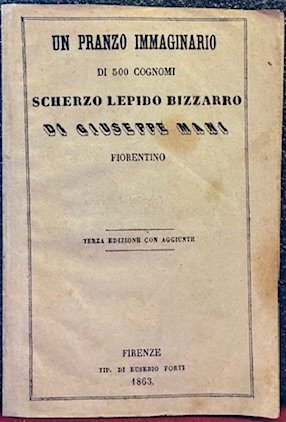 UN PRANZO IMMAGINARIO
DI 500 COGNOMI
SCHERZO LEPIDO BIZZARRO
DI GIUSEPPE MANI
FIORENTINO
TERZA EDIZIONE CON AGGIUNTE
FIRENZE
TIP. DI EUSEBIO FORTI
1863.